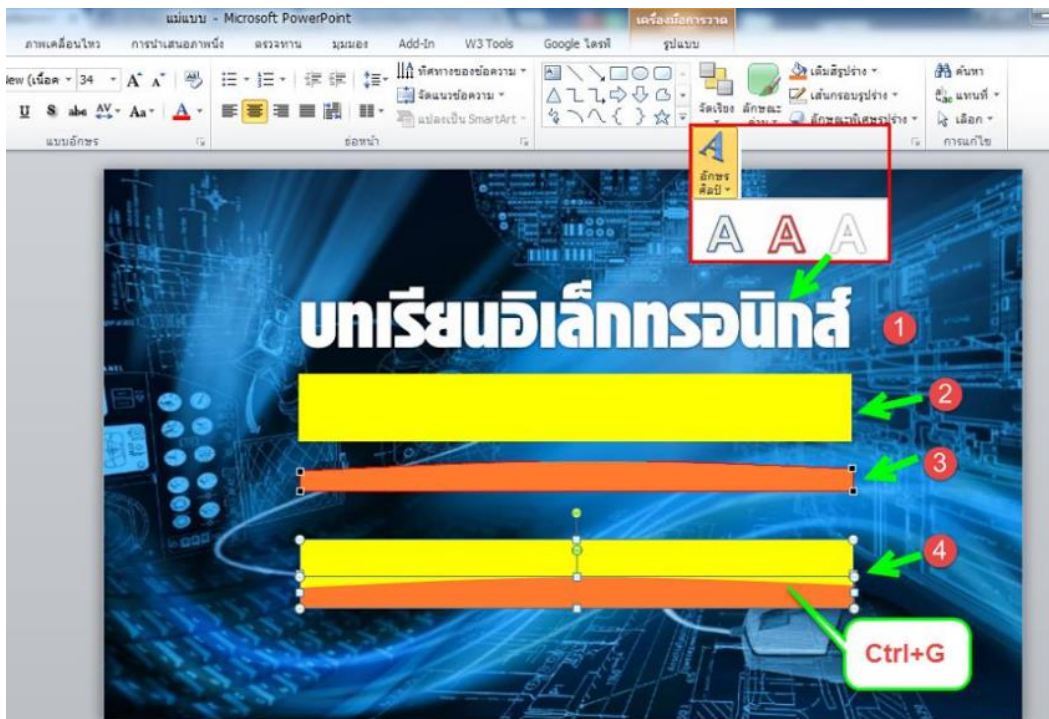 แม่แบบ - Microsoft PowerPoint
เครื่องมือการวาด
ภาพเคลื่อนไหว การนำเสนอภาพนิ่ง ตรวจทาน มุมมอง Add-In W3 Tools Google ไดรฟ์ รูปแบบ
34 A A ทิศทางของข้อความ เติมสีรูปร่าง ค้นหา
U S abc AV Aa A จัดแนวข้อความ จัดเรียง ลักษณะ เส้นกรอบรูปร่าง abc ac แทนที่
แปลงเป็น SmartArt ลักษณะพิเศษรูปร่าง เลือก
แบบอักษร ย่อหน้า การแก้ไข
A
อักษร
ศิลป์
A A A
บทเรียนอิเล็กทรอนิกส์
1
2
3
4
Ctrl+G